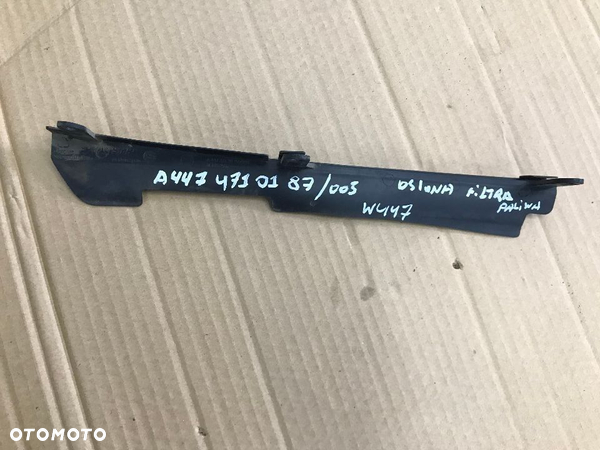 A447 471 01 87/003 OSłONA FiLTRA
PALiWA
W447
OTOMOTO